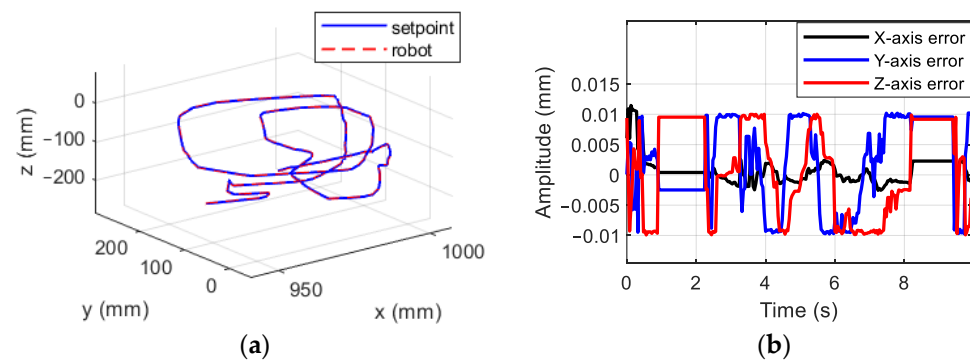 setpoint
robot
0
−100
−200
z (mm)
200
100
0
y (mm)
950
1000
x (mm)
(a)
X-axis error
Y-axis error
Z-axis error
0.015
0.01
0.005
0
−0.005
−0.01
Amplitude (mm)
0 2 4 6 8
Time (s)
(b)